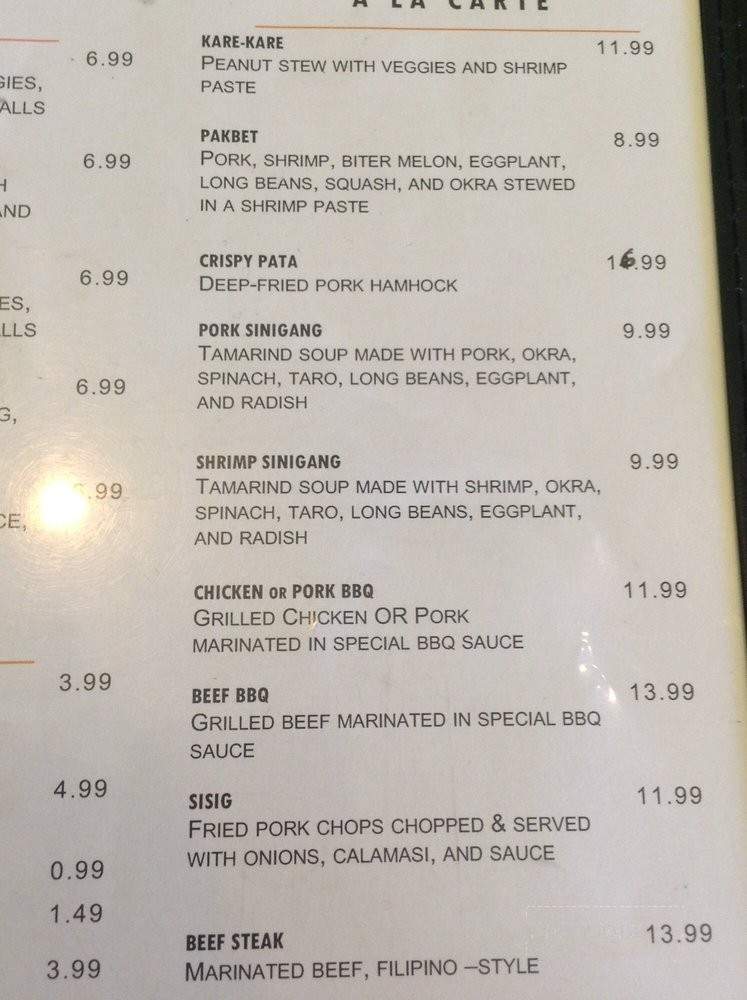 A LA CARTE
6.99
GIES,
ALLS
6.99
H
AND
6.99
ES,
LLS
6.99
G,
.99
CE,
3.99
4.99
0.99
1.49
3.99
KARE-KARE 11.99
PEANUT STEW WITH VEGGIES AND SHRIMP
PASTE
PAKBET 8.99
PORK, SHRIMP, BITER MELON, EGGPLANT,
LONG BEANS, SQUASH, AND OKRA STEWED
IN A SHRIMP PASTE
CRISPY PATA 16.99
DEEP-FRIED PORK HAMHOCK
PORK SINIGANG 9.99
TAMARIND SOUP MADE WITH PORK, OKRA,
SPINACH, TARO, LONG BEANS, EGGPLANT,
AND RADISH
SHRIMP SINIGANG 9.99
TAMARIND SOUP MADE WITH SHRIMP, OKRA,
SPINACH, TARO, LONG BEANS, EGGPLANT,
AND RADISH
CHICKEN OR PORK BBQ 11.99
GRILLED CHICKEN OR PORK
MARINATED IN SPECIAL BBQ SAUCE
BEEF BBQ 13.99
GRILLED BEEF MARINATED IN SPECIAL BBQ
SAUCE
SISIG 11.99
FRIED PORK CHOPS CHOPPED & SERVED
WITH ONIONS, CALAMASI, AND SAUCE
BEEF STEAK 13.99
MARINATED BEEF, FILIPINO –STYLE